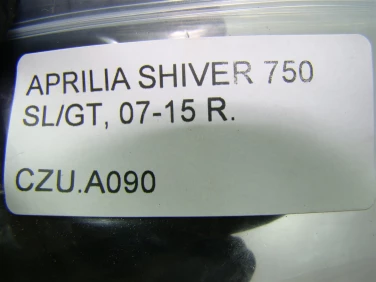 APRILIA SHIVER 750
SL/GT, 07-15 R.
CZU.A090